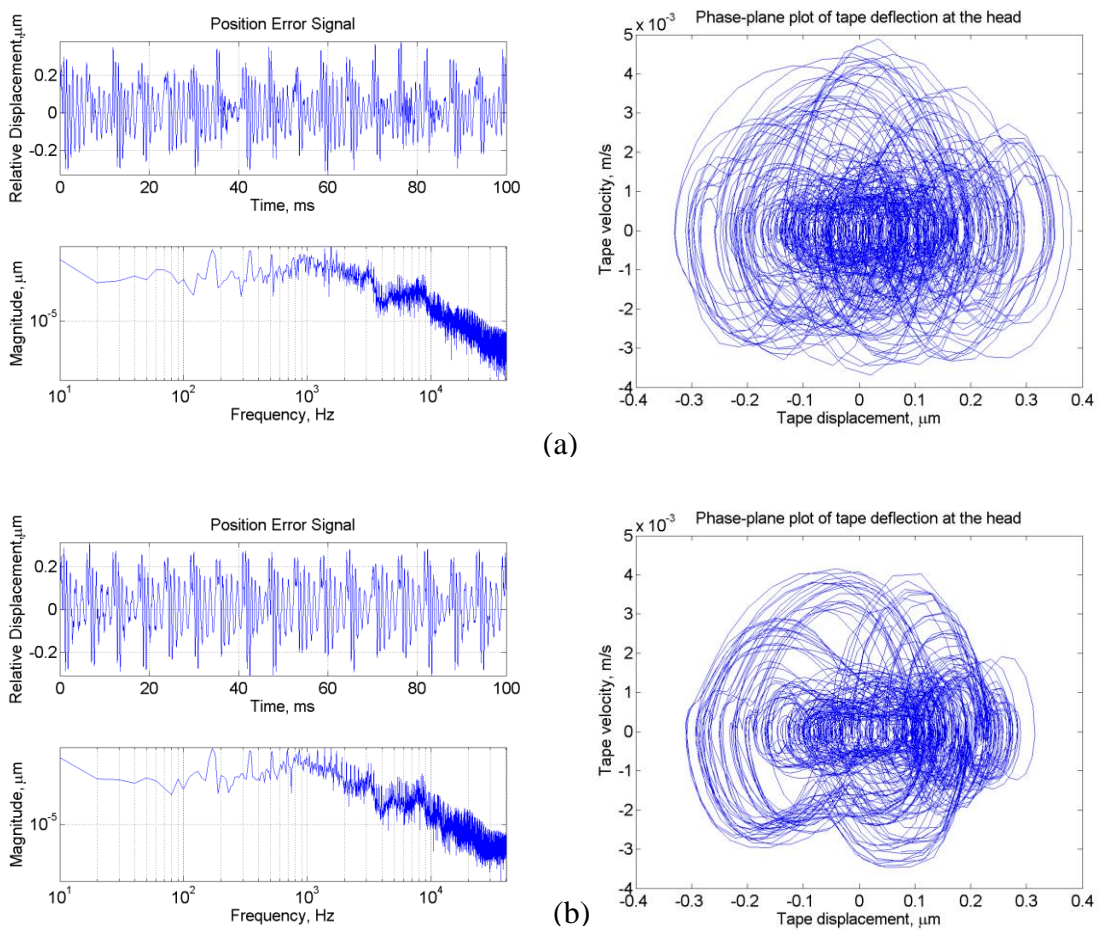 Position Error Signal
Relative Displacement,μm
0.2
0
-0.2
0 20 40 60 80 100
Time, ms
Magnitude, μm
10^-5
10^1 10^2 10^3 10^4
Frequency, Hz
Phase-plane plot of tape deflection at the head
x 10^-3
Tape velocity, m/s
5
4
3
2
1
0
-1
-2
-3
-4
-0.4 -0.3 -0.2 -0.1 0 0.1 0.2 0.3 0.4
Tape displacement, μm
(a)
Position Error Signal
Relative Displacement,μm
0.2
0
-0.2
0 20 40 60 80 100
Time, ms
Magnitude, μm
10^-5
10^1 10^2 10^3 10^4
Frequency, Hz
Phase-plane plot of tape deflection at the head
x 10^-3
Tape velocity, m/s
5
4
3
2
1
0
-1
-2
-3
-4
-0.4 -0.3 -0.2 -0.1 0 0.1 0.2 0.3 0.4
Tape displacement, μm
(b)